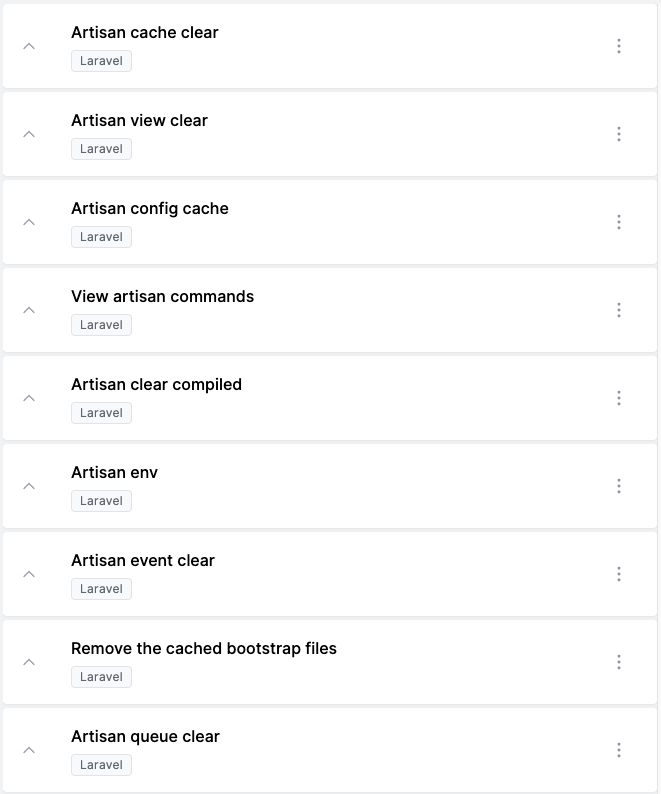 Artisan cache clear
Laravel
Artisan view clear
Laravel
Artisan config cache
Laravel
View artisan commands
Laravel
Artisan clear compiled
Laravel
Artisan env
Laravel
Artisan event clear
Laravel
Remove the cached bootstrap files
Laravel
Artisan queue clear
Laravel